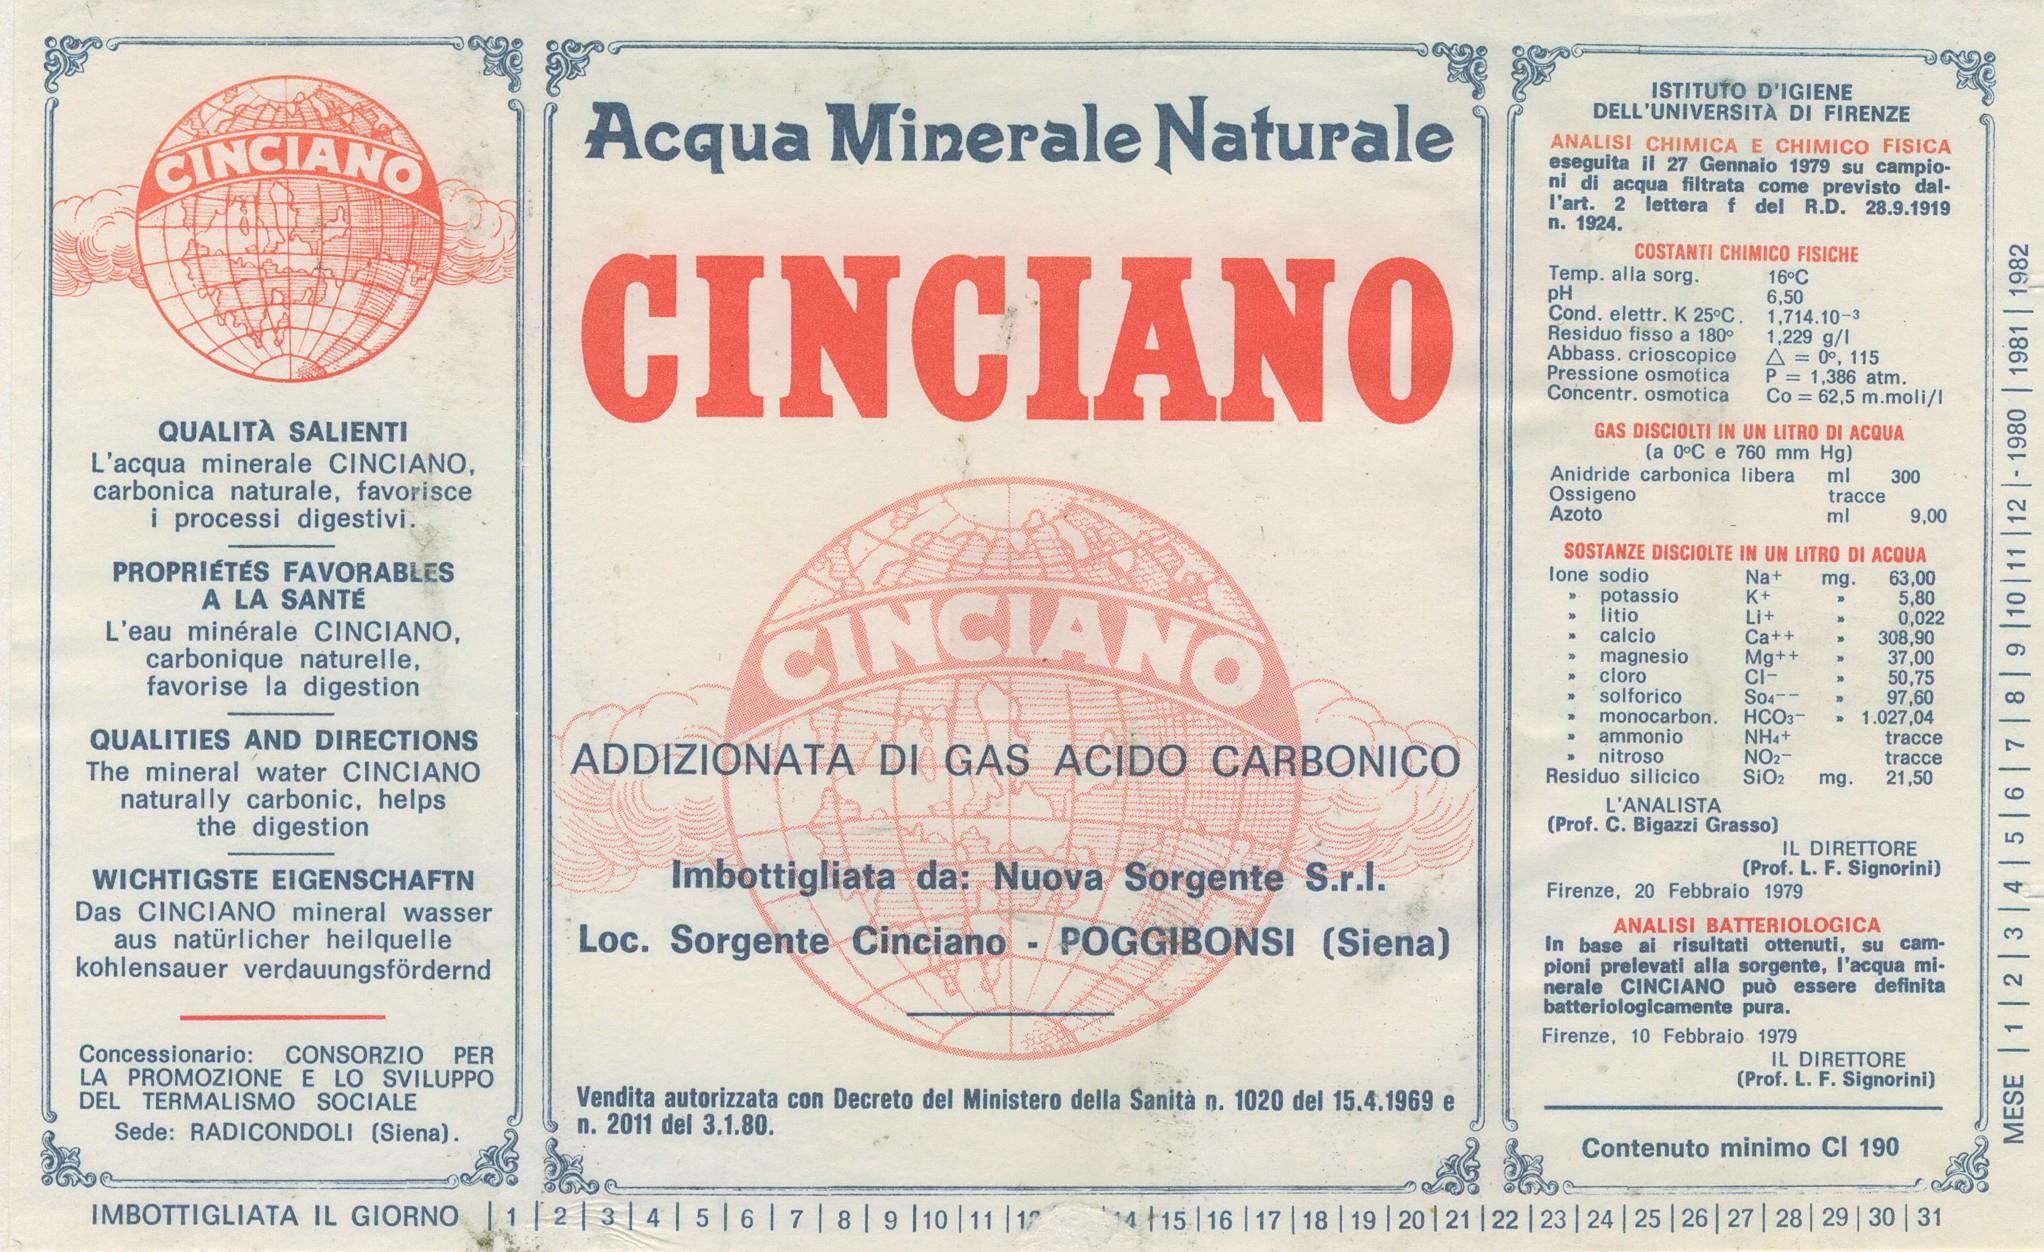 CINCIANO
QUALITÀ SALIENTI
L'acqua minerale CINCIANO,
carbonica naturale, favorisce
i processi digestivi.
PROPRIÉTÉS FAVORABLES
A LA SANTÉ
L'eau minérale CINCIANO,
carbonique naturelle,
favorise la digestion
QUALITIES AND DIRECTIONS
The mineral water CINCIANO
naturally carbonic, helps
the digestion
WICHTIGSTE EIGENSCHAFTN
Das CINCIANO mineral wasser
aus natürlicher heilquelle
kohlensauer verdauungsfördernd
Concessionario: CONSORZIO PER
LA PROMOZIONE E LO SVILUPPO
DEL TERMALISMO SOCIALE
Sede: RADICONDOLI (Siena).
Acqua Minerale Naturale
CINCIANO
CINCIANO
ADDIZIONATA DI GAS ACIDO CARBONICO
Imbottigliata da: Nuova Sorgente S.r.l.
Loc. Sorgente Cinciano - POGGIBONSI (Siena)
Vendita autorizzata con Decreto del Ministero della Sanità n. 1020 del 15.4.1969 e
n. 2011 del 3.1.80.
ISTITUTO D'IGIENE
DELL'UNIVERSITÀ DI FIRENZE
ANALISI CHIMICA E CHIMICO FISICA
eseguita il 27 Gennaio 1979 su campio-
ni di acqua filtrata come previsto dal-
l'art. 2 lettera f del R.D. 28.9.1919
n. 1924.
COSTANTI CHIMICO FISICHE
Temp. alla sorg. 16ºC
pH 6,50
Cond. elettr. K 25ºC. 1,714.10⁻³
Residuo fisso a 180º 1,229 g/l
Abbass. crioscopico △ = 0º, 115
Pressione osmotica P = 1,386 atm.
Concentr. osmotica Co = 62,5 m.moli/l
GAS DISCIOLTI IN UN LITRO DI ACQUA
(a 0ºC e 760 mm Hg)
Anidride carbonica libera ml 300
Ossigeno tracce
Azoto ml 9,00
SOSTANZE DISCIOLTE IN UN LITRO DI ACQUA
Ione sodio Na+ mg. 63,00
» potassio K+ » 5,80
» litio Li+ » 0,022
» calcio Ca++ » 308,90
» magnesio Mg++ » 37,00
» cloro Cl− » 50,75
» solforico So₄−− » 97,60
» monocarbon. HCO₃− » 1.027,04
» ammonio NH₄+ tracce
» nitroso NO₂− tracce
Residuo silicico SiO₂ mg. 21,50
L'ANALISTA
(Prof. C. Bigazzi Grasso)
IL DIRETTORE
(Prof. L. F. Signorini)
Firenze, 20 Febbraio 1979
ANALISI BATTERIOLOGICA
In base ai risultati ottenuti, su cam-
pioni prelevati alla sorgente, l'acqua mi-
nerale CINCIANO può essere definita
batteriologicamente pura.
Firenze, 10 Febbraio 1979
IL DIRETTORE
(Prof. L. F. Signorini)
Contenuto minimo Cl 190
MESE | 1 | 2 | 3 | 4 | 5 | 6 | 7 | 8 | 9 | 10 | 11 | 12 | - 1980 | 1981 | 1982
IMBOTTIGLIATA IL GIORNO | 1 | 2 | 3 | 4 | 5 | 6 | 7 | 8 | 9 | 10 | 11 | 14 | 15 | 16 | 17 | 18 | 19 | 20 | 21 | 22 | 23 | 24 | 25 | 26 | 27 | 28 | 29 | 30 | 31